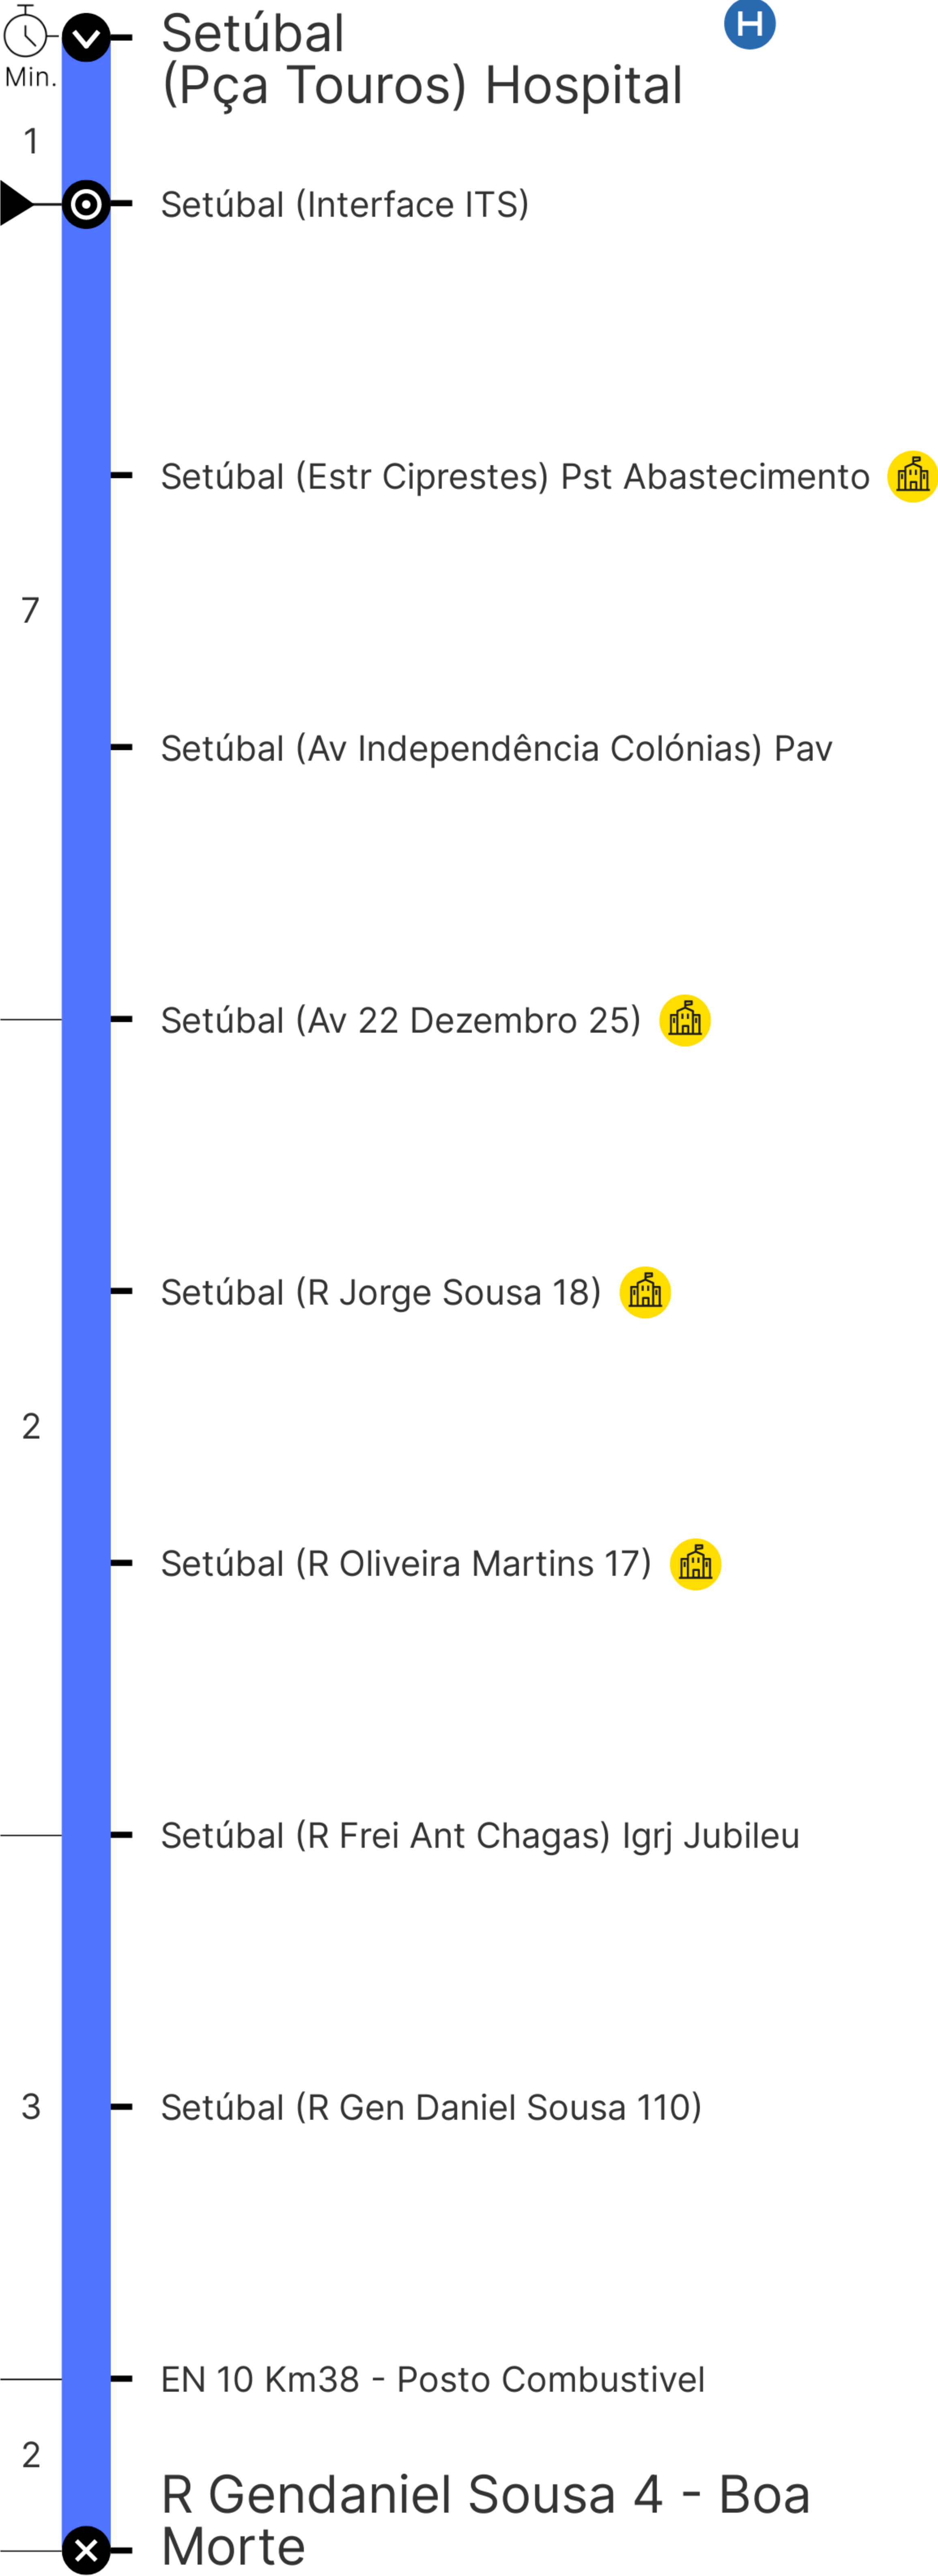 Setúbal
(Pça Touros) Hospital
H
Min.
1
Setúbal (Interface ITS)
Setúbal (Estr Ciprestes) Pst Abastecimento
7
Setúbal (Av Independência Colónias) Pav
Setúbal (Av 22 Dezembro 25)
Setúbal (R Jorge Sousa 18)
2
Setúbal (R Oliveira Martins 17)
Setúbal (R Frei Ant Chagas) Igrj Jubileu
3
Setúbal (R Gen Daniel Sousa 110)
EN 10 Km38 - Posto Combustivel
2
R Gendaniel Sousa 4 - Boa
Morte